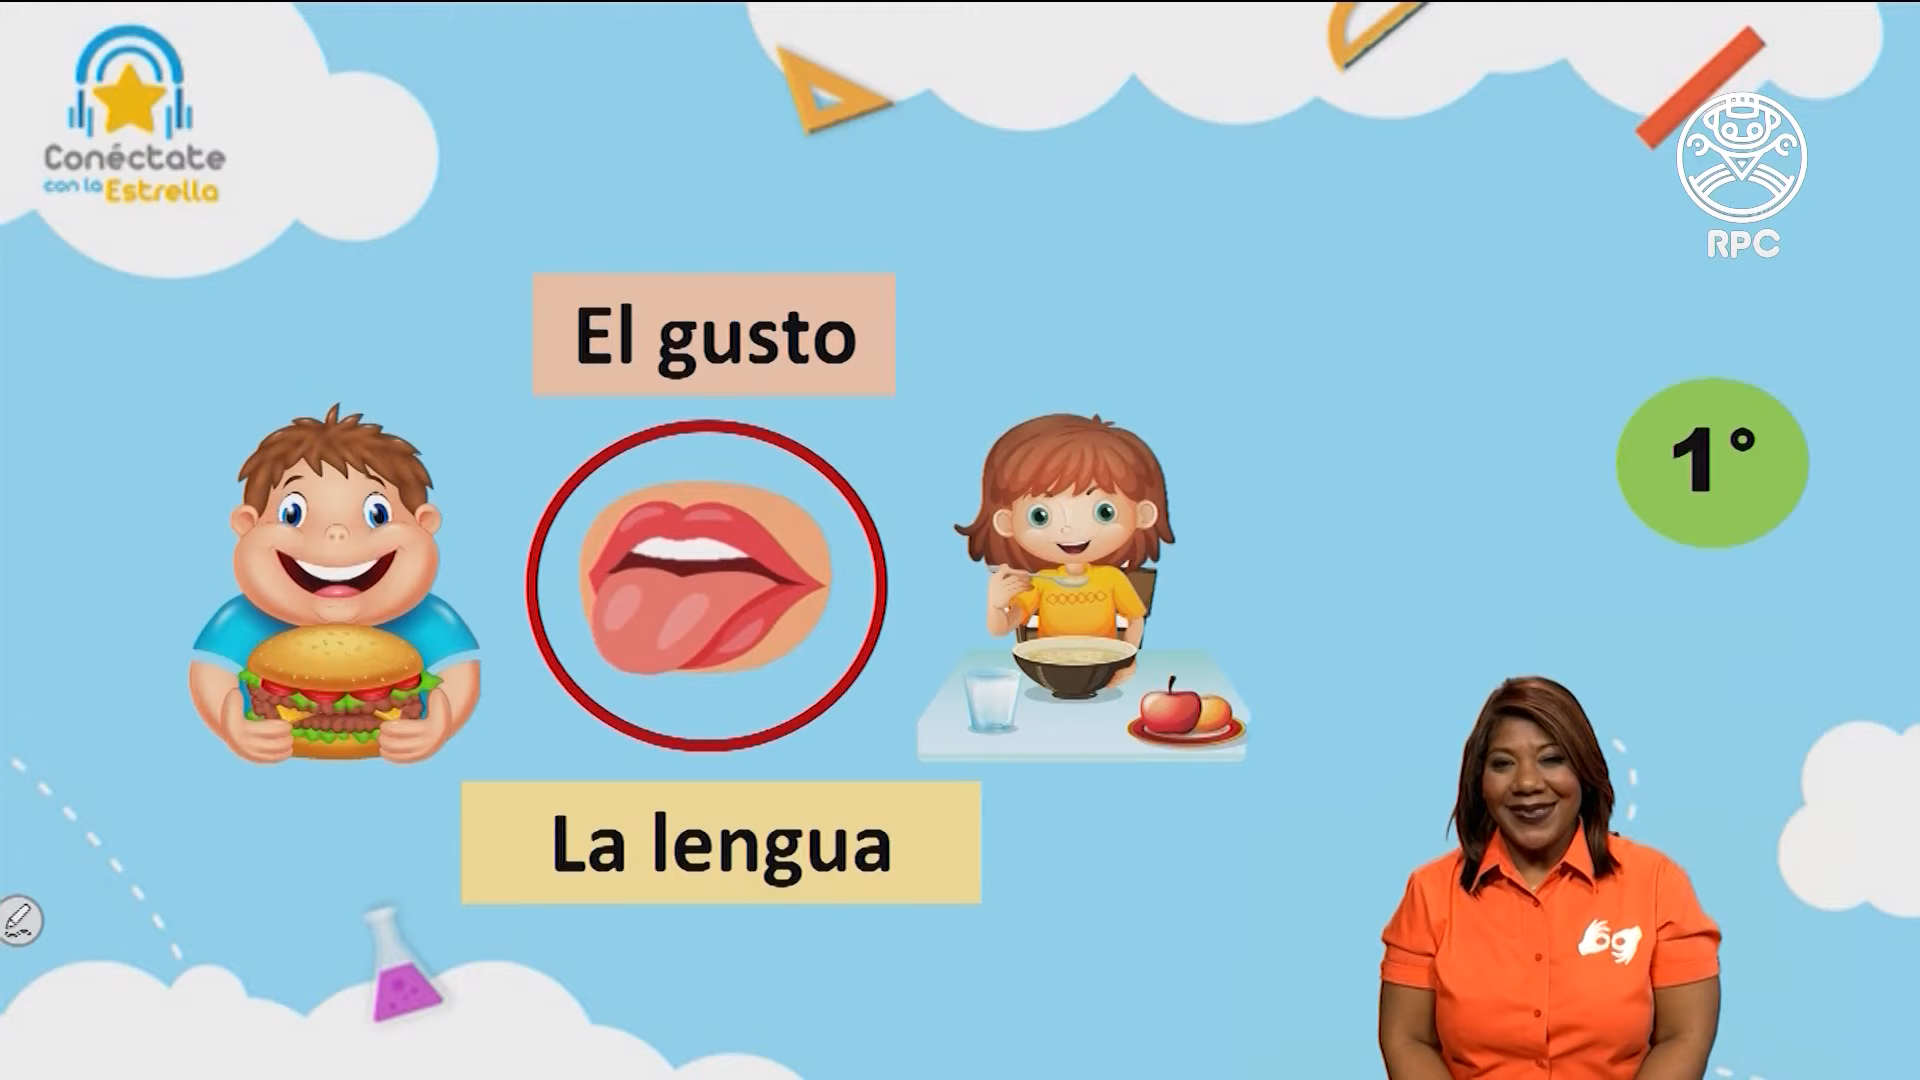 Conéctate
con la Estrella
RPC
El gusto
1°
La lengua